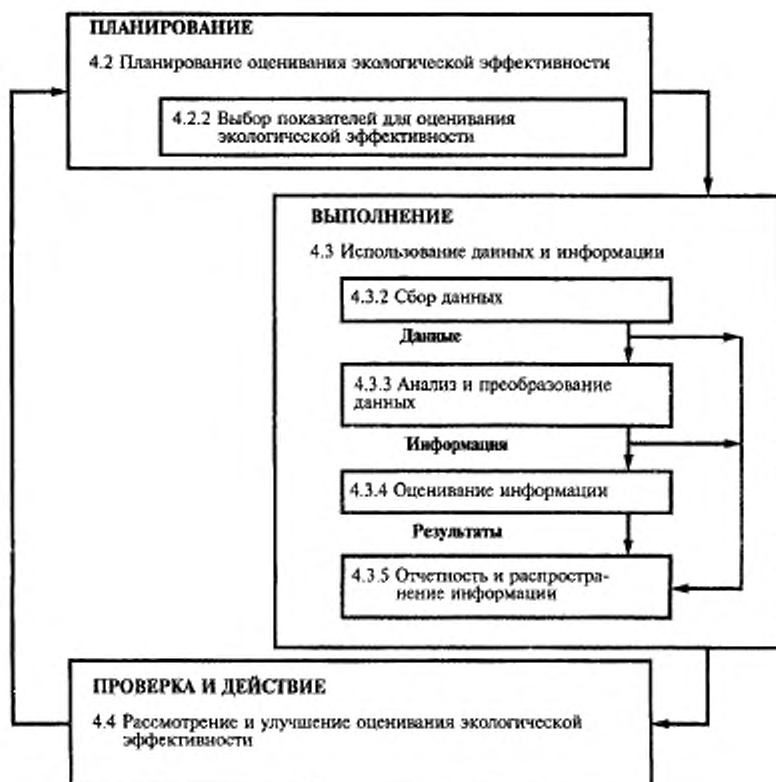 ПЛАНИРОВАНИЕ
4.2 Планирование оценивания экологической эффективности
4.2.2 Выбор показателей для оценивания
экологической эффективности
ВЫПОЛНЕНИЕ
4.3 Использование данных и информации
4.3.2 Сбор данных
Данные
4.3.3 Анализ и преобразование
данных
Информация
4.3.4 Оценивание информации
Результаты
4.3.5 Отчетность и распростра-
нение информации
ПРОВЕРКА И ДЕЙСТВИЕ
4.4 Рассмотрение и улучшение оценивания экологической
эффективности